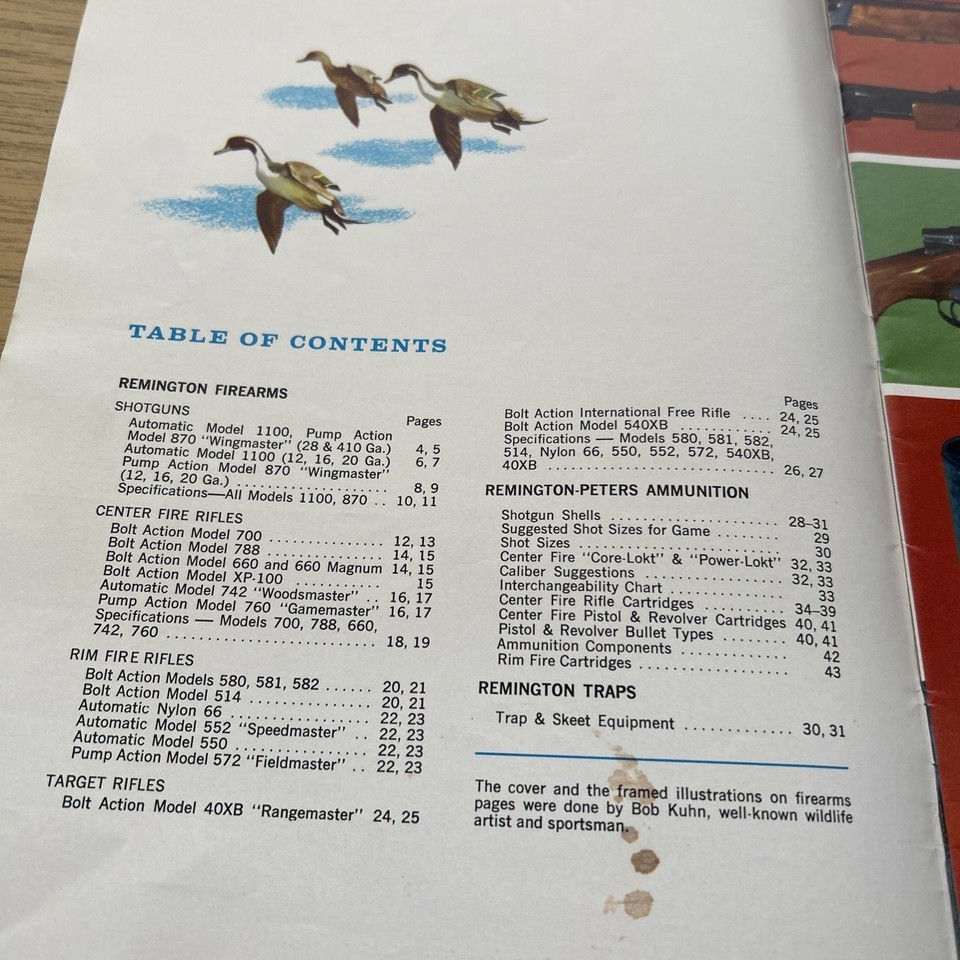 TABLE OF CONTENTS
REMINGTON FIREARMS
SHOTGUNS
Pages
Automatic Model 1100, Pump Action
Model 870 "Wingmaster" (28 & 410 Ga.) 4, 5
Automatic Model 1100 (12, 16, 20 Ga.) 6, 7
Pump Action Model 870 "Wingmaster"
(12, 16, 20 Ga.) ...................... 8, 9
Specifications—All Models 1100, 870 .. 10, 11
CENTER FIRE RIFLES
Bolt Action Model 700 ................ 12, 13
Bolt Action Model 788 ................ 14, 15
Bolt Action Model 660 and 660 Magnum 14, 15
Bolt Action Model XP-100 ............ 15
Automatic Model 742 "Woodsmaster" .. 16, 17
Pump Action Model 760 "Gamemaster" 16, 17
Specifications — Models 700, 788, 660,
742, 760 ........................ 18, 19
RIM FIRE RIFLES
Bolt Action Models 580, 581, 582 ...... 20, 21
Bolt Action Model 514 ................ 20, 21
Automatic Nylon 66 .................. 22, 23
Automatic Model 552 "Speedmaster" .. 22, 23
Automatic Model 550 ................ 22, 23
Pump Action Model 572 "Fieldmaster" .. 22, 23
TARGET RIFLES
Bolt Action Model 40XB "Rangemaster" 24, 25
Pages
Bolt Action International Free Rifle .... 24, 25
Bolt Action Model 540XB ............ 24, 25
Specifications — Models 580, 581, 582,
514, Nylon 66, 550, 552, 572, 540XB,
40XB .............................. 26, 27
REMINGTON-PETERS AMMUNITION
Shotgun Shells ...................... 28–31
Suggested Shot Sizes for Game ........ 29
Shot Sizes .......................... 30
Center Fire "Core-Lokt" & "Power-Lokt" 32, 33
Caliber Suggestions .................. 32, 33
Interchangeability Chart .............. 33
Center Fire Rifle Cartridges .......... 34–39
Center Fire Pistol & Revolver Cartridges 40, 41
Pistol & Revolver Bullet Types ........ 40, 41
Ammunition Components ............ 42
Rim Fire Cartridges .................. 43
REMINGTON TRAPS
Trap & Skeet Equipment ............. 30, 31
The cover and the framed illustrations on firearms
pages were done by Bob Kuhn, well-known wildlife
artist and sportsman.